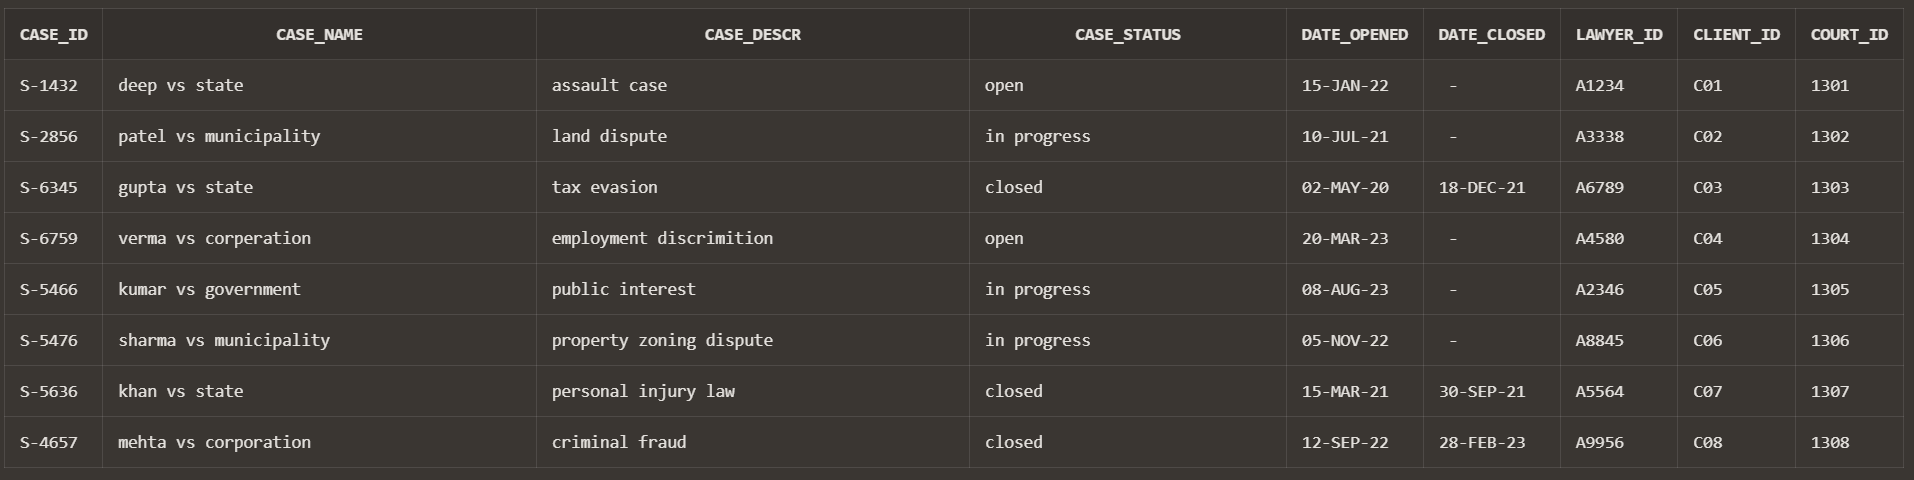 CASE_ID CASE_NAME CASE_DESCR CASE_STATUS DATE_OPENED DATE_CLOSED LAWYER_ID CLIENT_ID COURT_ID
S-1432 deep vs state assault case open 15-JAN-22 - A1234 C01 1301
S-2856 patel vs municipality land dispute in progress 10-JUL-21 - A3338 C02 1302
S-6345 gupta vs state tax evasion closed 02-MAY-20 18-DEC-21 A6789 C03 1303
S-6759 verma vs corperation employment discrimition open 20-MAR-23 - A4580 C04 1304
S-5466 kumar vs government public interest in progress 08-AUG-23 - A2346 C05 1305
S-5476 sharma vs municipality property zoning dispute in progress 05-NOV-22 - A8845 C06 1306
S-5636 khan vs state personal injury law closed 15-MAR-21 30-SEP-21 A5564 C07 1307
S-4657 mehta vs corporation criminal fraud closed 12-SEP-22 28-FEB-23 A9956 C08 1308